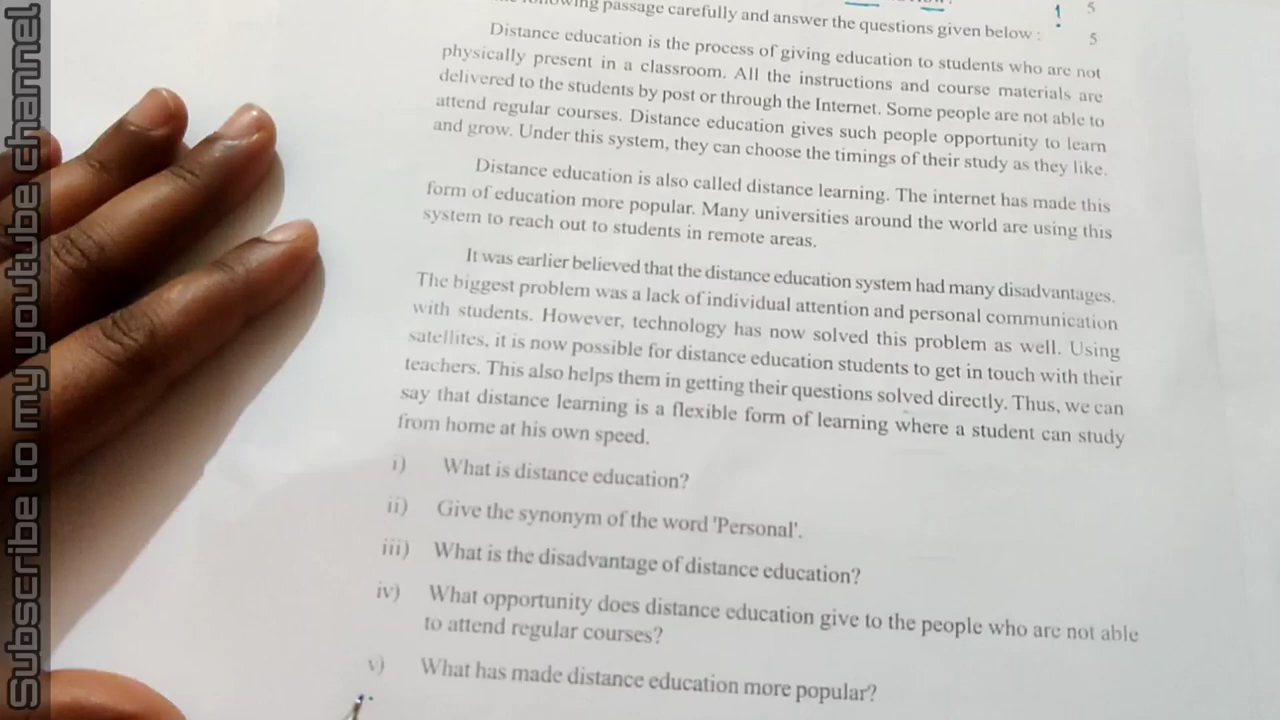 following passage carefully and answer the questions given below :
! 5
5
Distance education is the process of giving education to students who are not
physically present in a classroom. All the instructions and course materials are
delivered to the students by post or through the Internet. Some people are not able to
attend regular courses. Distance education gives such people opportunity to learn
and grow. Under this system, they can choose the timings of their study as they like.
Distance education is also called distance learning. The internet has made this
form of education more popular. Many universities around the world are using this
system to reach out to students in remote areas.
It was earlier believed that the distance education system had many disadvantages.
The biggest problem was a lack of individual attention and personal communication
with students. However, technology has now solved this problem as well. Using
satellites, it is now possible for distance education students to get in touch with their
teachers. This also helps them in getting their questions solved directly. Thus, we can
say that distance learning is a flexible form of learning where a student can study
from home at his own speed.
i) What is distance education?
ii) Give the synonym of the word 'Personal'.
iii) What is the disadvantage of distance education?
iv) What opportunity does distance education give to the people who are not able
to attend regular courses?
v) What has made distance education more popular?
Subscribe to my youtube channel